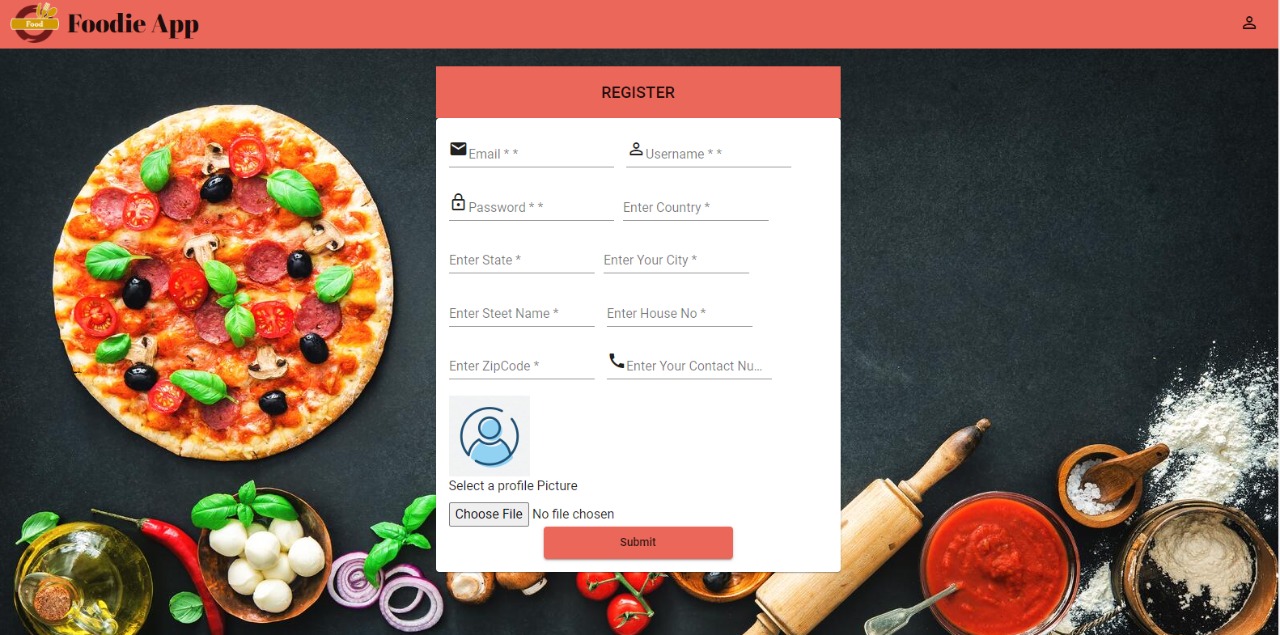 Food
Foodie App
REGISTER
Email * *
Username * *
Password * *
Enter Country *
Enter State *
Enter Your City *
Enter Steet Name *
Enter House No *
Enter ZipCode *
Enter Your Contact Nu...
Select a profile Picture
Choose File No file chosen
Submit